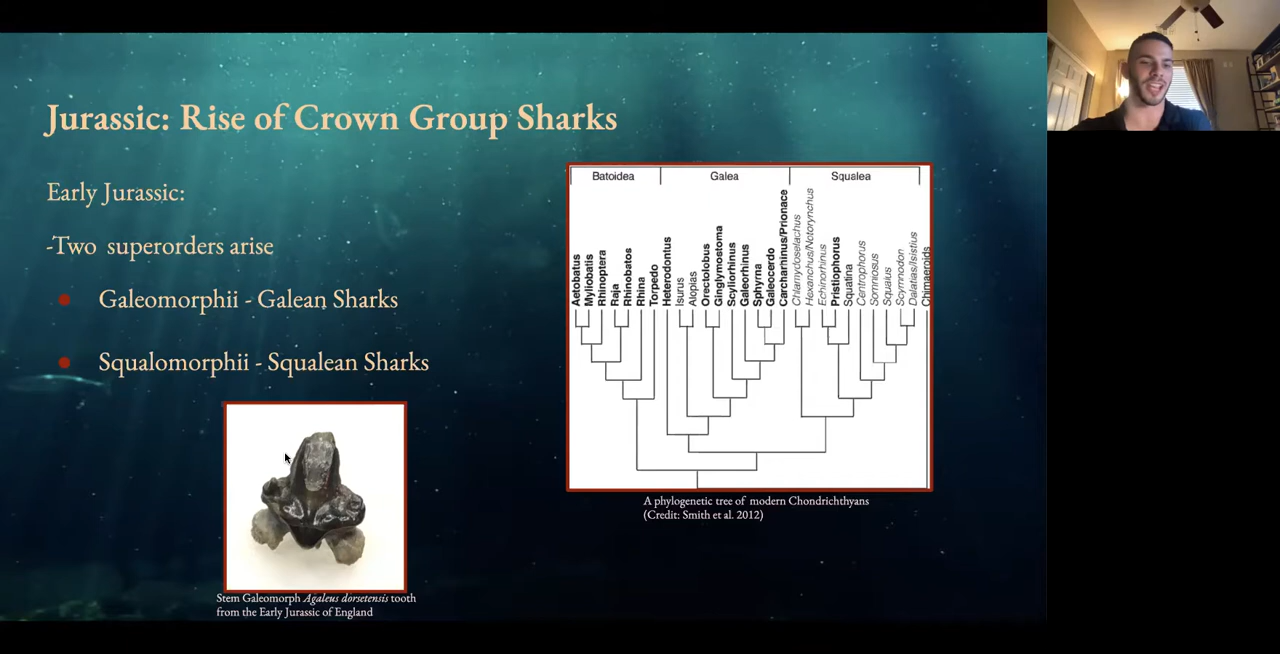 Jurassic: Rise of Crown Group Sharks
Early Jurassic:
-Two superorders arise
Galeomorphii - Galean Sharks
Squalomorphii - Squalean Sharks
Stem Galeomorph Agaleus dorsetensis tooth
from the Early Jurassic of England
Batoidea
Galea
Squalea
Aetobatus
Myliobatis
Rhinoptera
Raja
Rhinobatos
Rhina
Torpedo
Heterodontus
Isurus
Alopias
Orectolobus
Ginglymostoma
Scyliorhinus
Galeorhinus
Sphyrna
Galeocerdo
Carcharhinus/Prionace
Chlamydoselachus
Hexanchus/Notorynchus
Echinorhinus
Pristiophorus
Squatina
Centrophorus
Somniosus
Squalus
Scymnodon
Dalatias/Isistius
Chimaeroids
A phylogenetic tree of modern Chondrichthyans
(Credit: Smith et al. 2012)